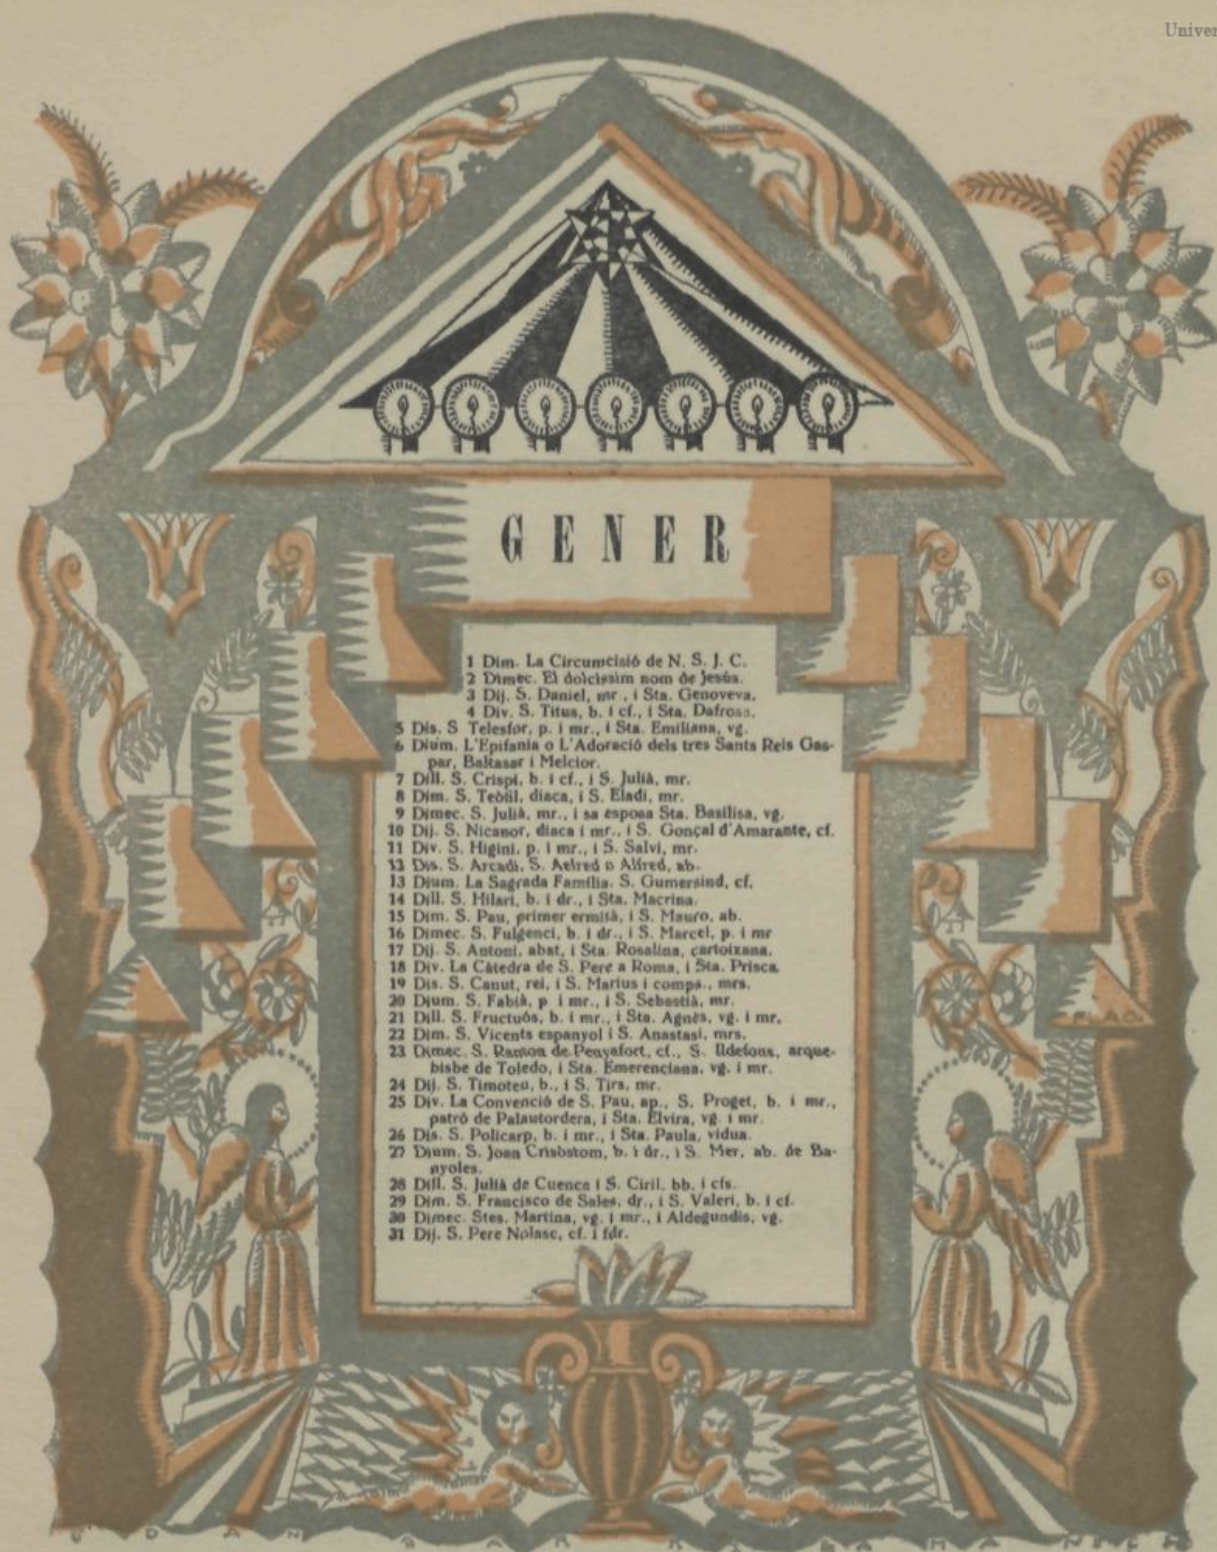 Univer
GENER
1 Dim. La Circumcisió de N. S. J. C.
2 Dimec. El dolcíssim nom de Jesús.
3 Dij. S. Daniel, mr., i Sta. Genoveva.
4 Div. S. Titus, b. i cf., i Sta. Dafrosa.
5 Dis. S Telesfor, p. i mr., i Sta. Emiliana, vg.
6 Dium. L'Epifania o L'Adoració dels tres Sants Reis Gas-
par, Baltasar i Melcior.
7 Dill. S. Crispí, b. i cf., i S. Julià, mr.
8 Dim. S. Teòfil, diaca, i S. Eladi, mr.
9 Dimec. S. Julià, mr., i sa esposa Sta. Basilisa, vg.
10 Dij. S. Nicanor, diaca i mr., i S. Gonçal d'Amarante, cf.
11 Div. S. Higini, p. i mr., i S. Salvi, mr.
12 Dis. S. Arcadi, S. Aelred o Alfred, ab.
13 Dium. La Sagrada Família. S. Gumersind, cf.
14 Dill. S. Hilari, b. i dr., i Sta. Macrina.
15 Dim. S. Pau, primer ermità, i S. Mauro, ab.
16 Dimec. S. Fulgenci, b. i dr., i S. Marcel, p. i mr
17 Dij. S. Antoni, abat, i Sta. Rosalina, cartoixana.
18 Div. La Càtedra de S. Pere a Roma, i Sta. Prisca.
19 Dis. S. Canut, rei, i S. Marius i comps., mrs.
20 Dium. S. Fabià, p i mr., i S. Sebastià, mr.
21 Dill. S. Fructuós, b. i mr., i Sta. Agnès, vg. i mr.
22 Dim. S. Vicents espanyol i S. Anastasi, mrs.
23 Dimec. S. Ramon de Penyafort, cf., S. Ildefons, arque-
bisbe de Toledo, i Sta. Emerenciana, vg. i mr.
24 Dij. S. Timoteu, b., i S. Tirs, mr.
25 Div. La Convenció de S. Pau, ap., S. Proget, b. i mr.,
patró de Palautordera, i Sta. Elvira, vg. i mr.
26 Dis. S. Policarp, b. i mr., i Sta. Paula, vidua.
27 Dium. S. Joan Crisòstom, b. i dr., i S. Mer, ab. de Ba-
nyoles.
28 Dill. S. Julià de Cuenca i S. Ciril, bb. i cfs.
29 Dim. S. Francisco de Sales, dr., i S. Valeri, b. i cf.
30 Dimec. Stes. Martina, vg. i mr., i Aldegundis, vg.
31 Dij. S. Pere Nolasc, cf. i fdr.